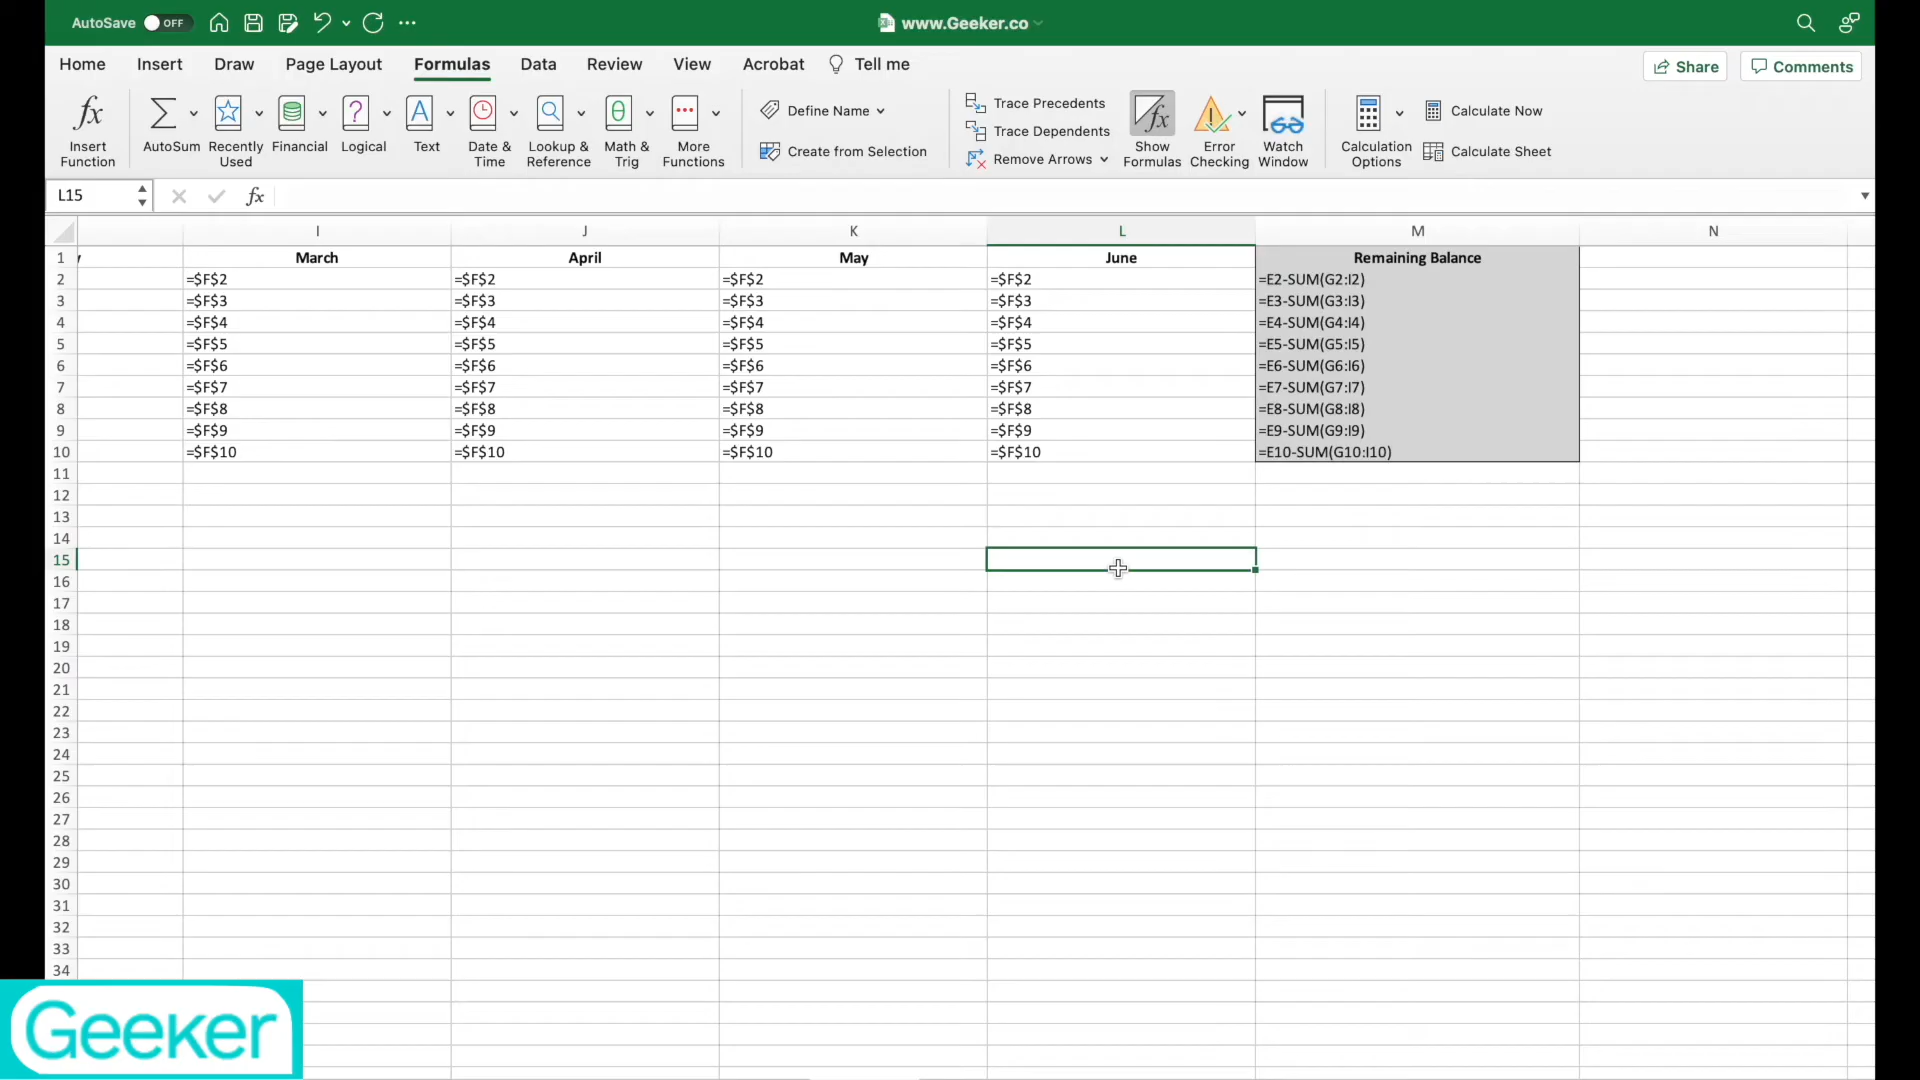 AutoSave OFF
www.Geeker.co
Home Insert Draw Page Layout Formulas Data Review View Acrobat Tell me
Share Comments
Insert Function
AutoSum
Recently Used
Financial
Logical
Text
Date & Time
Lookup & Reference
Math & Trig
More Functions
Define Name
Create from Selection
Trace Precedents
Trace Dependents
Remove Arrows
Show Formulas
Error Checking
Watch Window
Calculation Options
Calculate Now
Calculate Sheet
L15 fx
I J K L M N
1 March April May June Remaining Balance
2 =$F$2 =$F$2 =$F$2 =$F$2 =E2-SUM(G2:I2)
3 =$F$3 =$F$3 =$F$3 =$F$3 =E3-SUM(G3:I3)
4 =$F$4 =$F$4 =$F$4 =$F$4 =E4-SUM(G4:I4)
5 =$F$5 =$F$5 =$F$5 =$F$5 =E5-SUM(G5:I5)
6 =$F$6 =$F$6 =$F$6 =$F$6 =E6-SUM(G6:I6)
7 =$F$7 =$F$7 =$F$7 =$F$7 =E7-SUM(G7:I7)
8 =$F$8 =$F$8 =$F$8 =$F$8 =E8-SUM(G8:I8)
9 =$F$9 =$F$9 =$F$9 =$F$9 =E9-SUM(G9:I9)
10 =$F$10 =$F$10 =$F$10 =$F$10 =E10-SUM(G10:I10)
11
12
13
14
15
16
17
18
19
20
21
22
23
24
25
26
27
28
29
30
31
32
33
34
Geeker